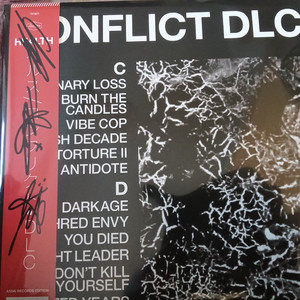 ONFLICT DLC
HEALTH
C
NARY LOSS
BURN THE
CANDLES
VIBE COP
SH DECADE
TORTURE II
ANTIDOTE
D
DARKAGE
HRED ENVY
YOU DIED
HT LEADER
DON'T KILL
YOURSELF